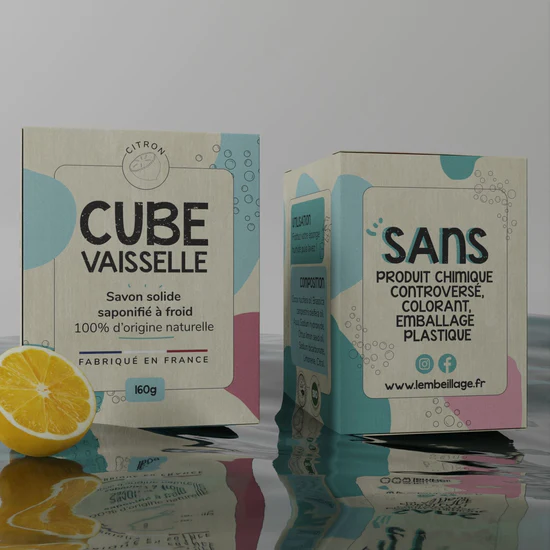 CITRON
CUBE
VAISSELLE
Savon solide
saponifié à froid
100% d'origine naturelle
FABRIQUÉ EN FRANCE
160g
UTILISATION
COMPOSITION
SANS
PRODUIT CHIMIQUE
CONTROVERSÉ,
COLORANT,
EMBALLAGE
PLASTIQUE
www.lembeillage.fr